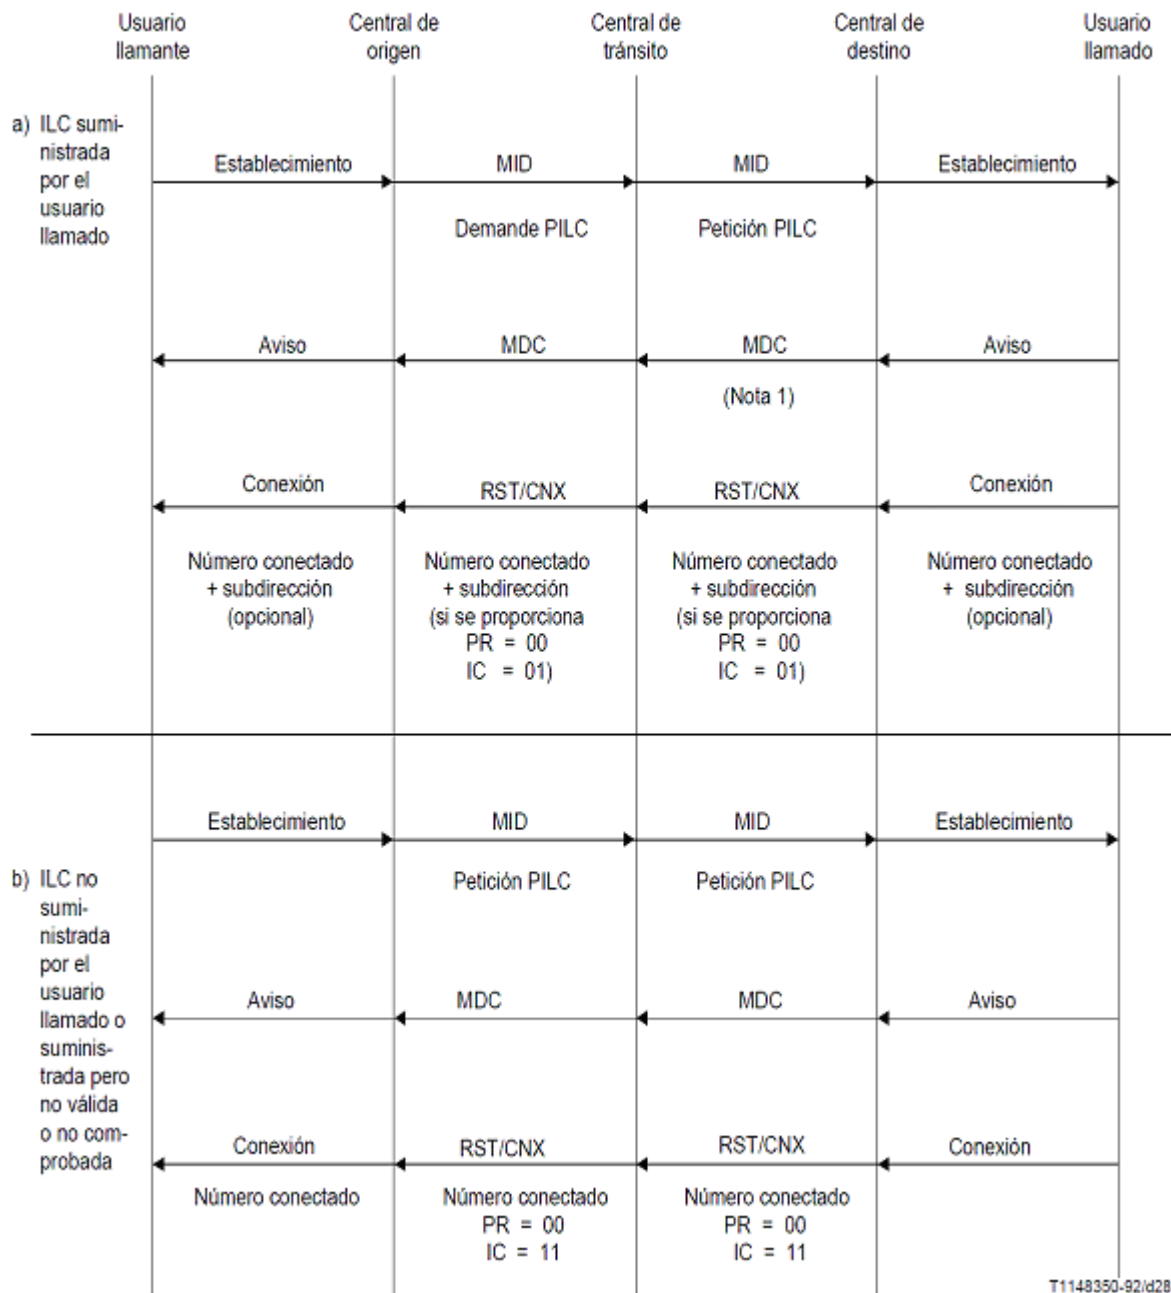 Usuario
llamante
Central de
origen
Central de
tránsito
Central de
destino
Usuario
llamado
a) ILC sumi-
nistrada
por el
usuario
llamado
Establecimiento
MID
MID
Establecimiento
Demande PILC
Petición PILC
Aviso
MDC
MDC
Aviso
(Nota 1)
Conexión
RST/CNX
RST/CNX
Conexión
Número conectado
+ subdirección
(opcional)
Número conectado
+ subdirección
(si se proporciona
PR = 00
IC = 01)
Número conectado
+ subdirección
(si se proporciona
PR = 00
IC = 01)
Número conectado
+ subdirección
(opcional)
Establecimiento
MID
MID
Establecimiento
b) ILC no
sumi-
nistrada
por el
usuario
llamado o
suminis-
trada pero
no válida
o no com-
probada
Petición PILC
Petición PILC
Aviso
MDC
MDC
Aviso
Conexión
RST/CNX
RST/CNX
Conexión
Número conectado
Número conectado
PR = 00
IC = 11
Número conectado
PR = 00
IC = 11
T1148350-92/d28